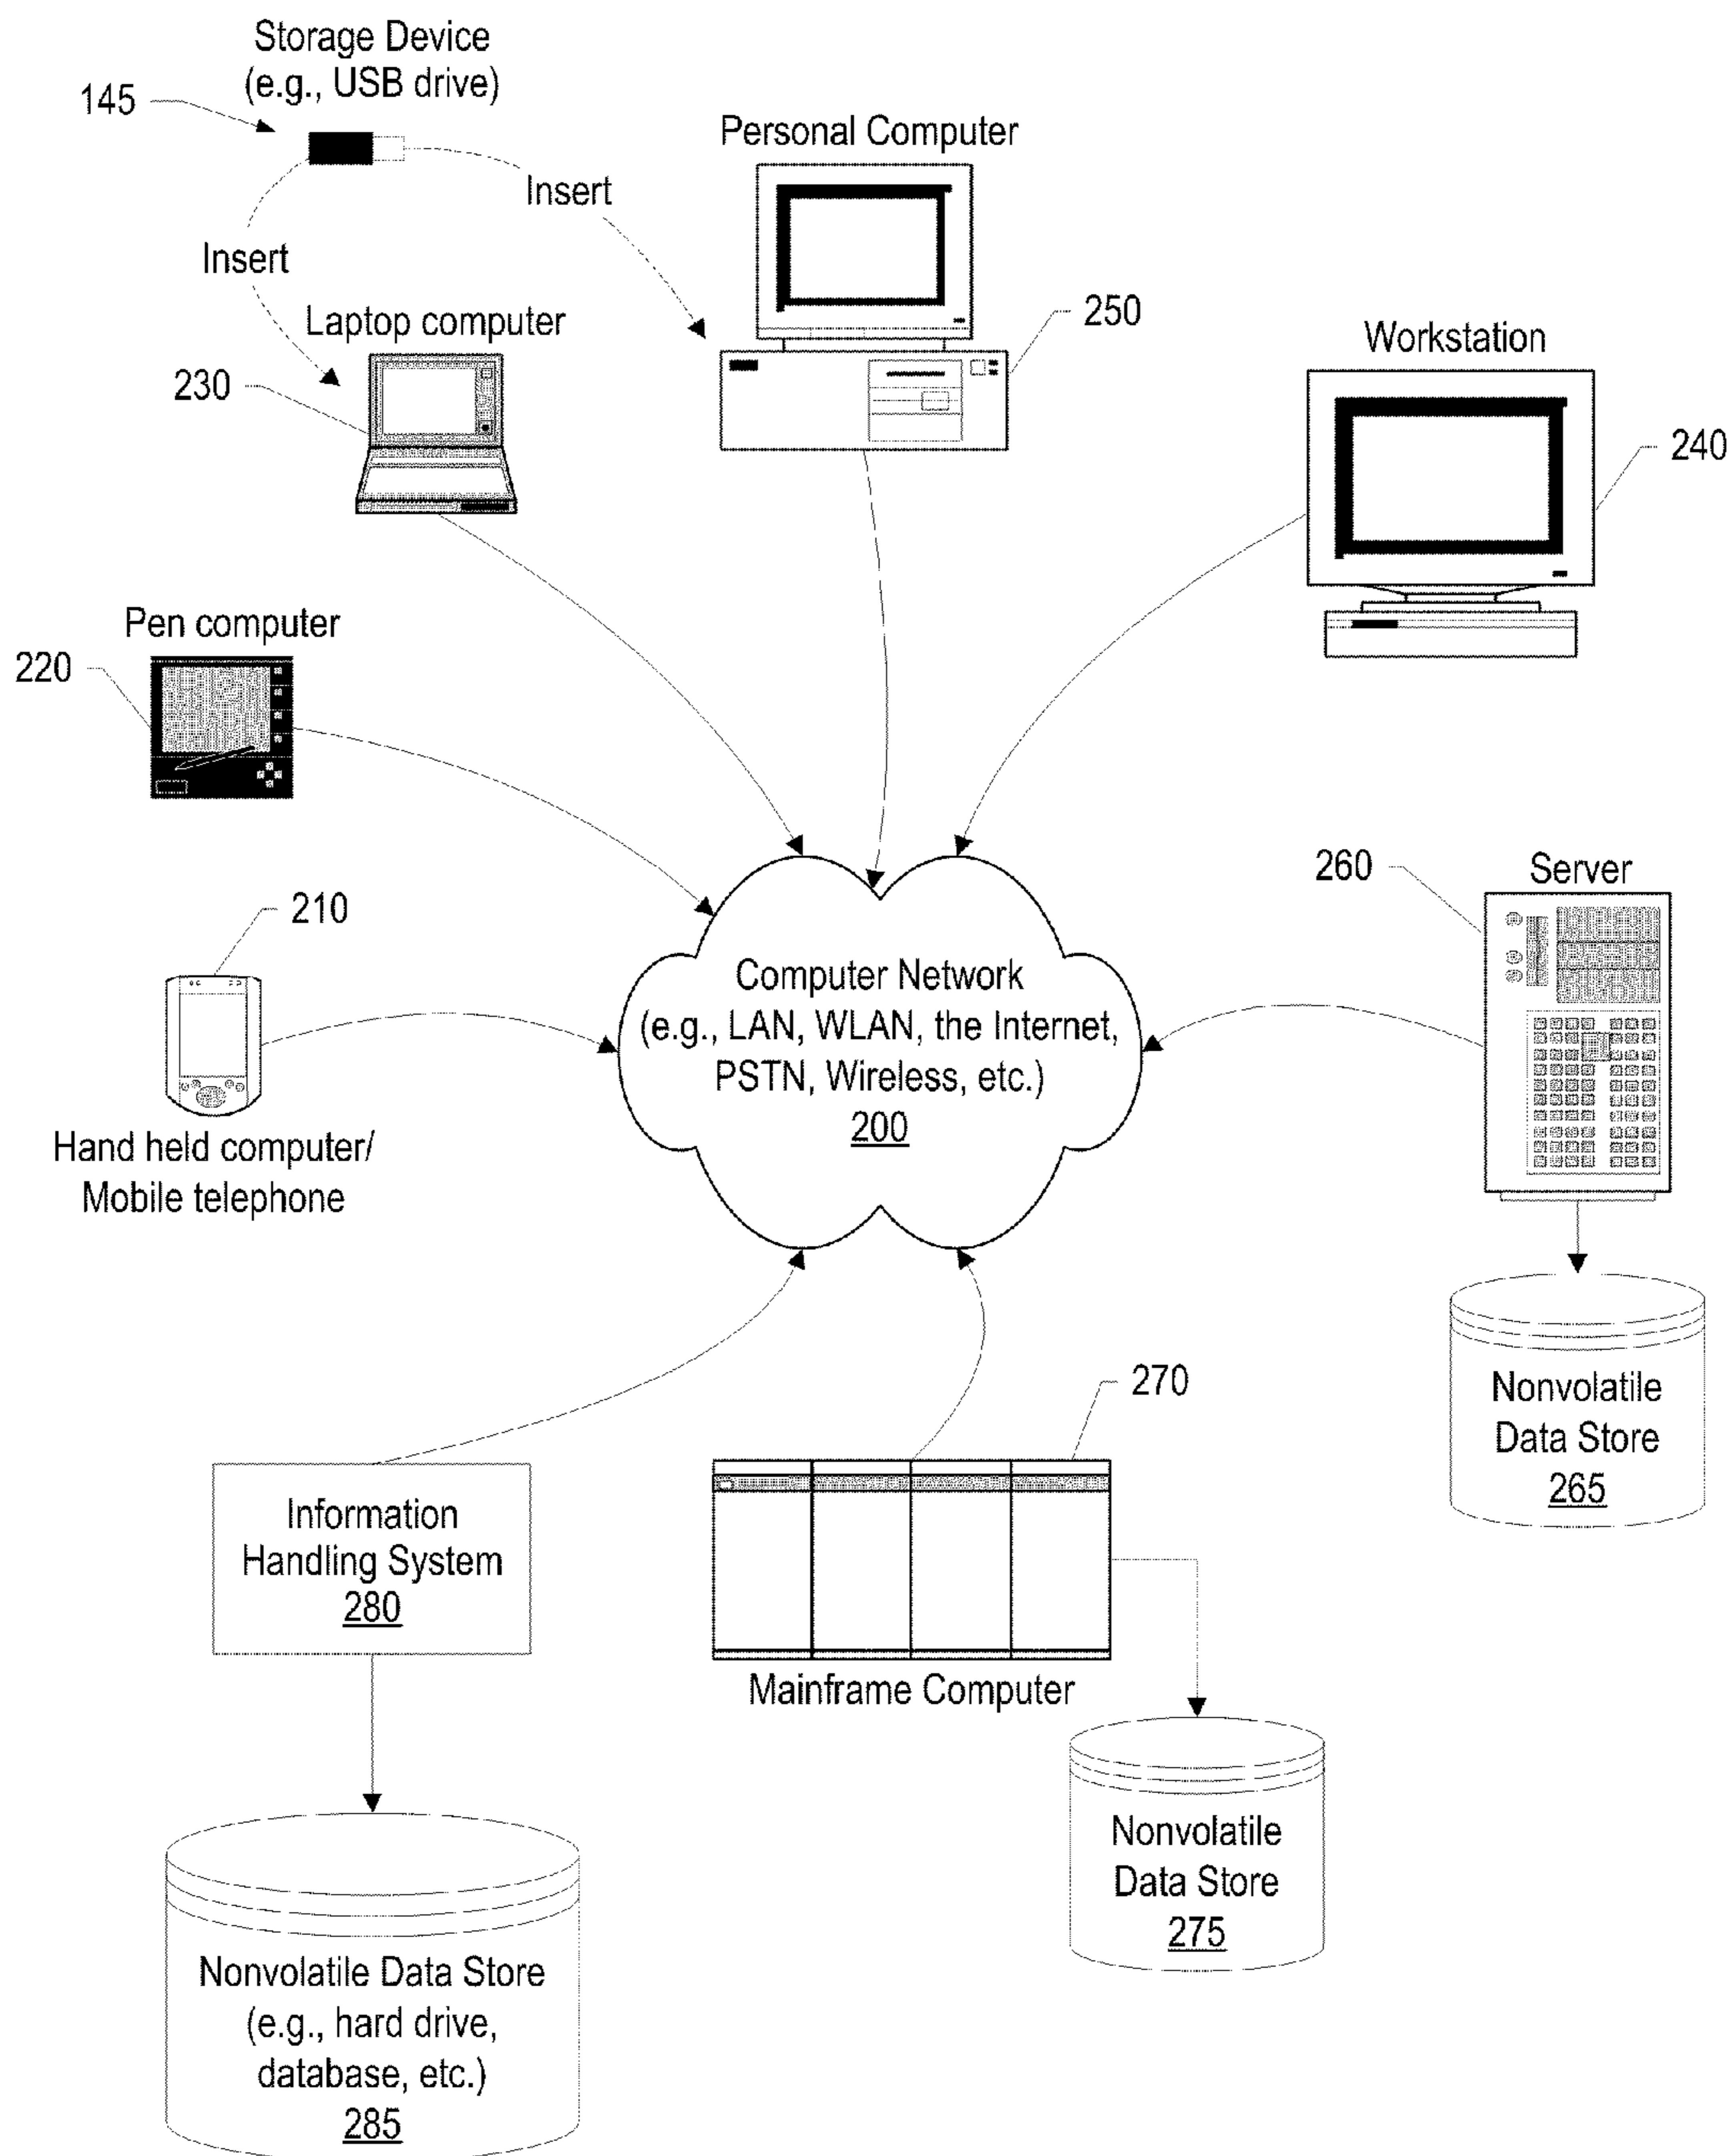 Storage Device
(e.g., USB drive)
145
Personal Computer
Insert
Insert
Laptop computer
250
Workstation
230
240
Pen computer
220
260
Server
210
Computer Network
(e.g., LAN, WLAN, the Internet,
PSTN, Wireless, etc.)
200
Hand held computer/
Mobile telephone
270
Nonvolatile
Data Store
265
Information
Handling System
280
Mainframe Computer
Nonvolatile
Data Store
275
Nonvolatile Data Store
(e.g., hard drive,
database, etc.)
285